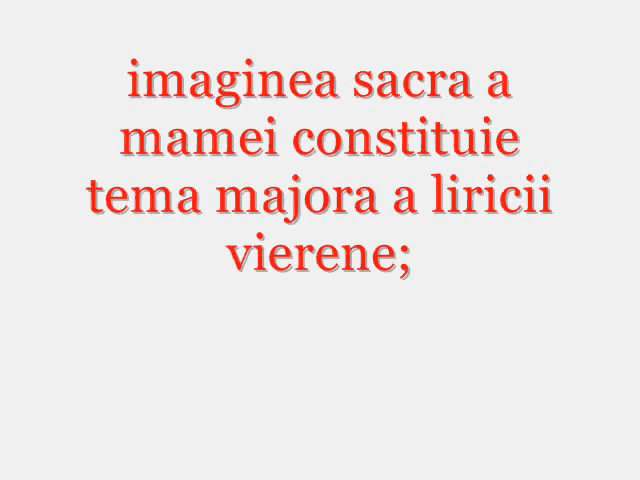 imaginea sacra a
mamei constituie
tema majora a liricii
vierene;